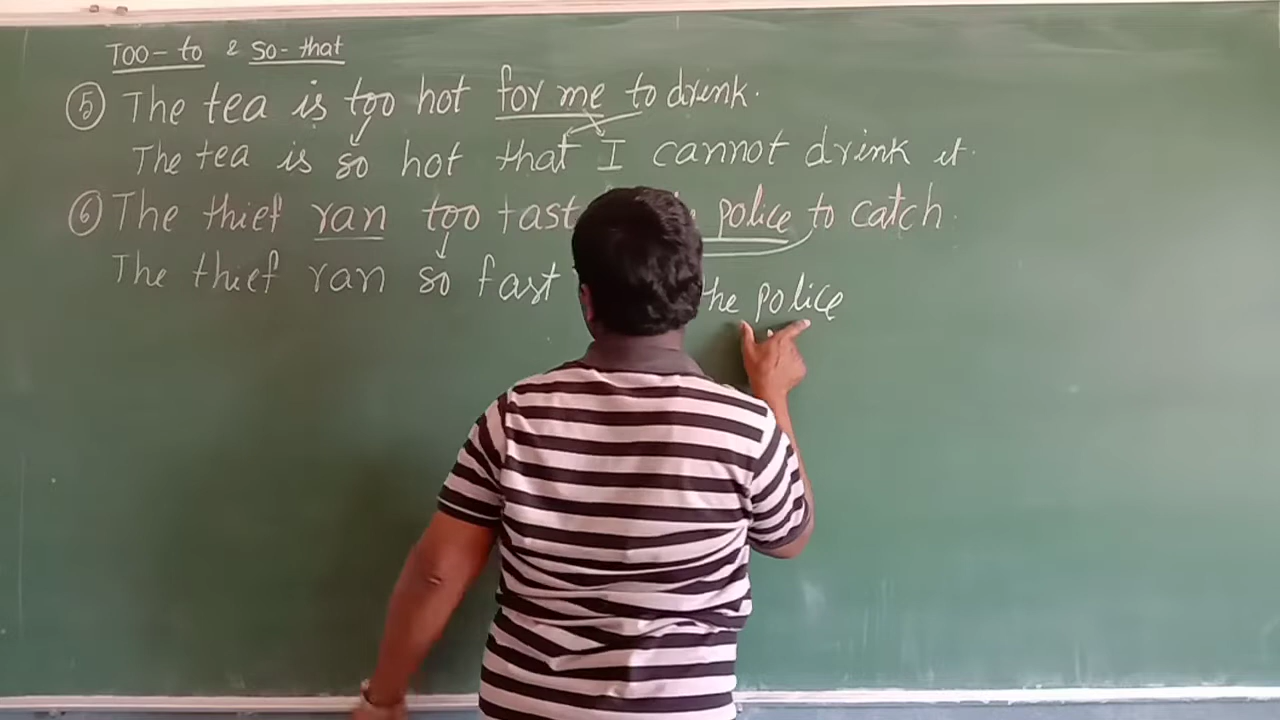 Too-to & So-that
⑤ The tea is too hot for me to drink.
The tea is so hot that I cannot drink it.
⑥ The thief ran too fast police to catch.
The thief ran so fast the police